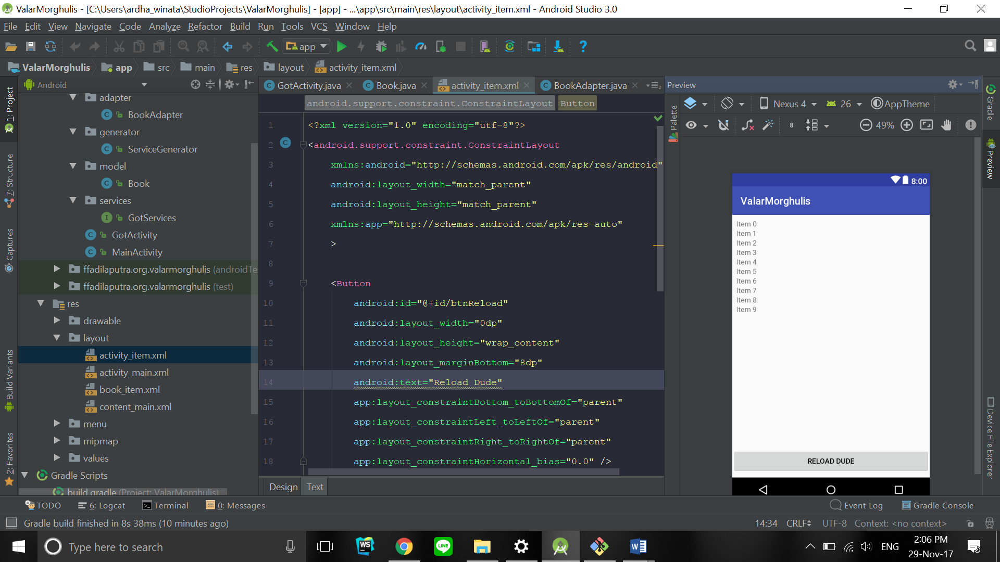 ValarMorghulis - [C:\Users\ardha_winata\StudioProjects\ValarMorghulis] - [app] - ...\app\src\main\res\layout\activity_item.xml - Android Studio 3.0
File Edit View Navigate Code Analyze Refactor Build Run Tools VCS Window Help
app
ValarMorghulis app src main res layout activity_item.xml
Android
GotActivity.java Book.java activity_item.xml BookAdapter.java
Preview
1: Project
7: Structure
Captures
Build Variants
2: Favorites
adapter
BookAdapter
generator
ServiceGenerator
model
Book
services
GotServices
GotActivity
MainActivity
ffadilaputra.org.valarmorghulis (androidTes
ffadilaputra.org.valarmorghulis (test)
res
drawable
layout
activity_item.xml
activity_main.xml
book_item.xml
content_main.xml
menu
mipmap
values
Gradle Scripts
build.gradle (Project: ValarMorghulis)
android.support.constraint.ConstraintLayout Button
1 <?xml version="1.0" encoding="utf-8"?>
2 <android.support.constraint.ConstraintLayout
3 xmlns:android="http://schemas.android.com/apk/res/android"
4 android:layout_width="match_parent"
5 android:layout_height="match_parent"
6 xmlns:app="http://schemas.android.com/apk/res-auto"
7 >
8
9 <Button
10 android:id="@+id/btnReload"
11 android:layout_width="0dp"
12 android:layout_height="wrap_content"
13 android:layout_marginBottom="8dp"
14 android:text="Reload Dude"
15 app:layout_constraintBottom_toBottomOf="parent"
16 app:layout_constraintLeft_toLeftOf="parent"
17 app:layout_constraintRight_toRightOf="parent"
18 app:layout_constraintHorizontal_bias="0.0" />
Design Text
Palette
Nexus 4 26 AppTheme
8 49%
8:00
ValarMorghulis
Item 0
Item 1
Item 2
Item 3
Item 4
Item 5
Item 6
Item 7
Item 8
Item 9
RELOAD DUDE
Gradle
Preview
Device File Explorer
TODO 6: Logcat Terminal 0: Messages Event Log Gradle Console
Gradle build finished in 8s 38ms (10 minutes ago) 14:34 CRLF UTF-8 Context: <no context>
Type here to search
WS
LINE
ENG
2:06 PM
29-Nov-17